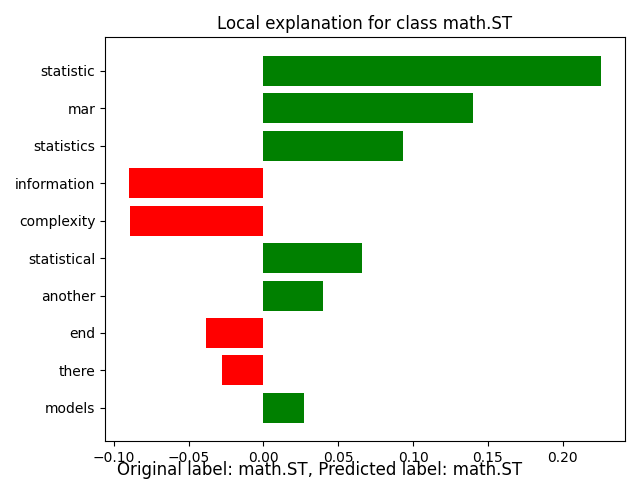 Local explanation for class math.ST
statistic
mar
statistics
information
complexity
statistical
another
end
there
models
−0.10 −0.05 0.00 0.05 0.10 0.15 0.20
Original label: math.ST, Predicted label: math.ST